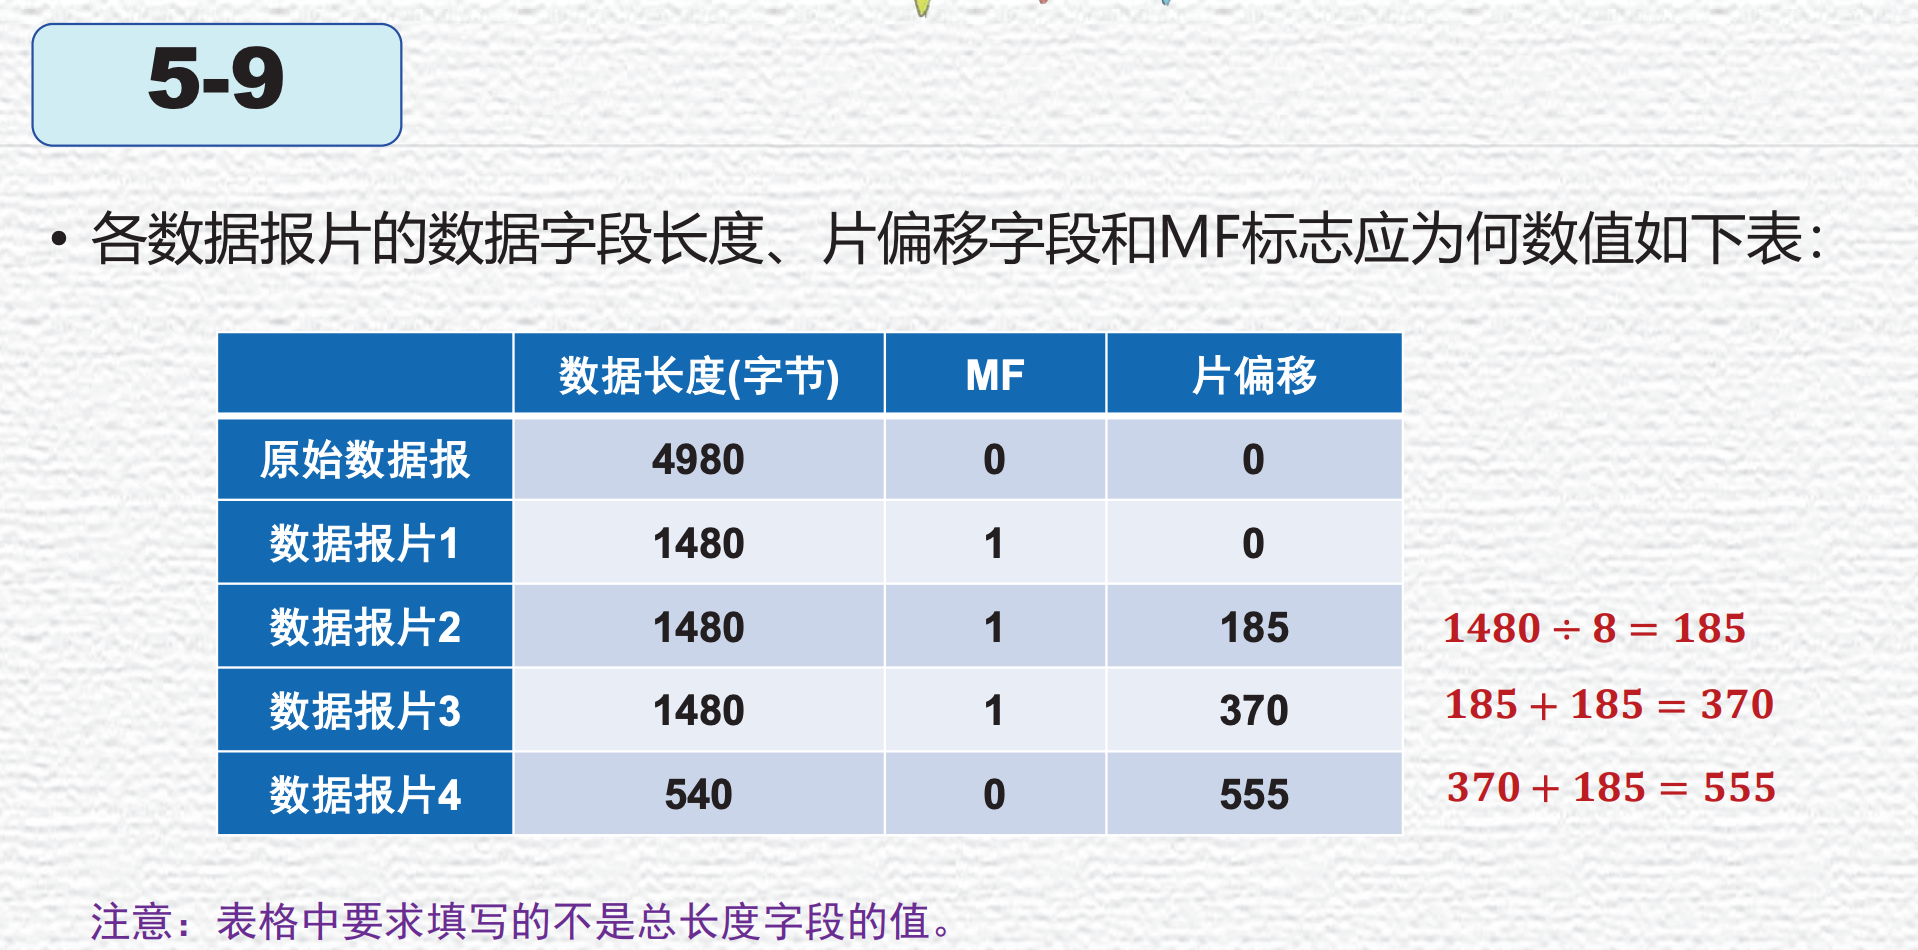 5-9
• 各数据报片的数据字段长度、片偏移字段和MF标志应为何数值如下表：
数据长度(字节) MF 片偏移
原始数据报 4980 0 0
数据报片1 1480 1 0
数据报片2 1480 1 185 1480 ÷ 8 = 185
数据报片3 1480 1 370 185 + 185 = 370
数据报片4 540 0 555 370 + 185 = 555
注意：表格中要求填写的不是总长度字段的值。